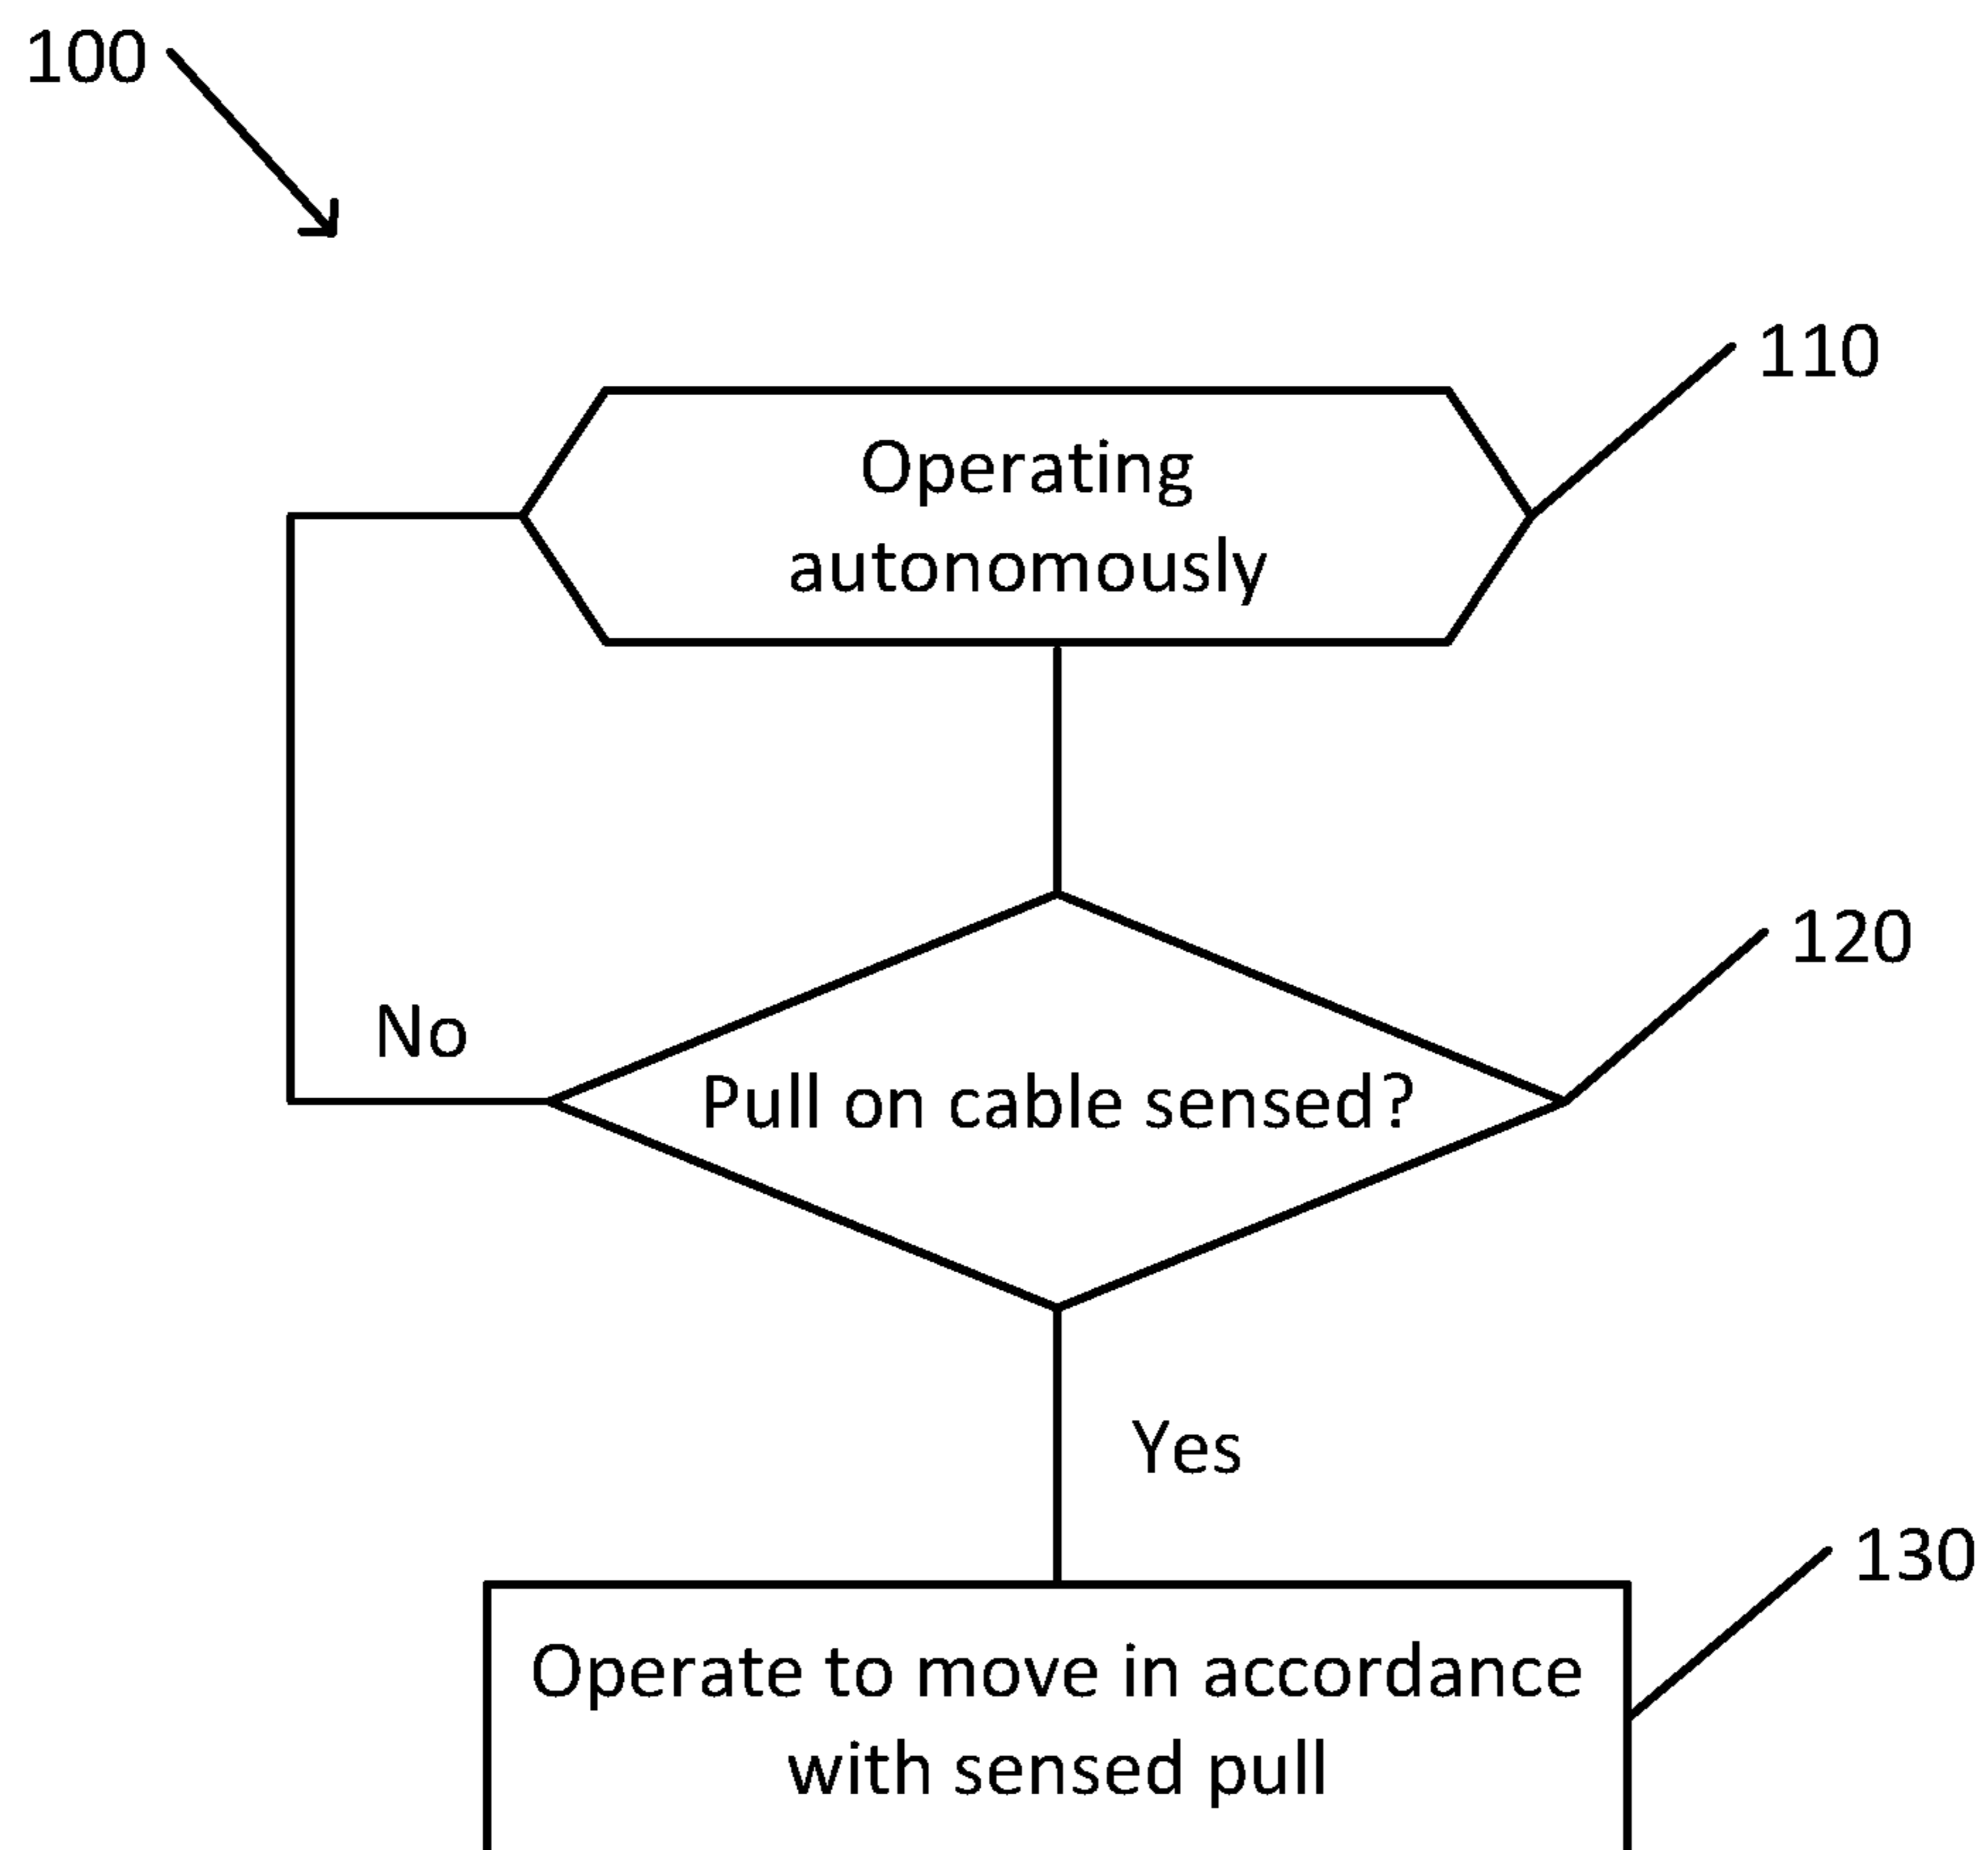 100
110
Operating
autonomously
120
No
Pull on cable sensed?
Yes
130
Operate to move in accordance
with sensed pull